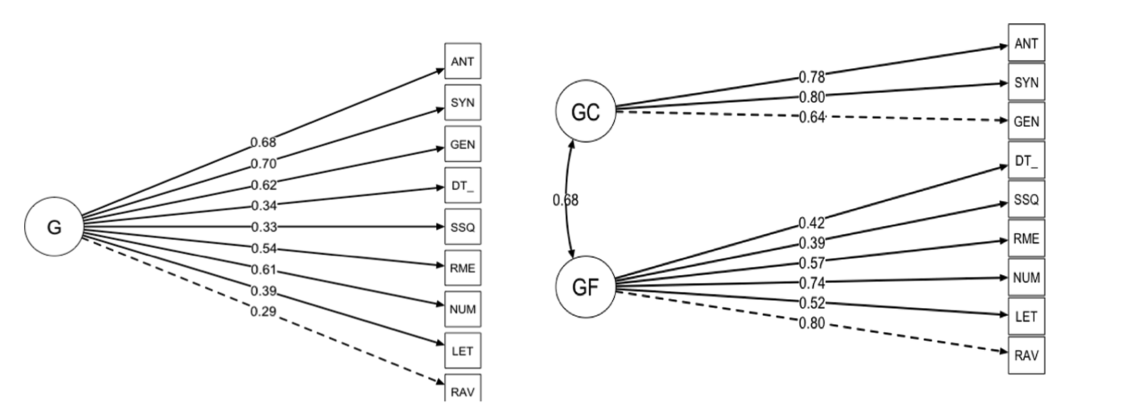 G
0.68
0.70
0.62
0.34
0.33
0.54
0.61
0.39
0.29
ANT
SYN
GEN
DT_
SSQ
RME
NUM
LET
RAV
GC
GF
0.68
0.78
0.80
0.64
0.42
0.39
0.57
0.74
0.52
0.80
ANT
SYN
GEN
DT_
SSQ
RME
NUM
LET
RAV